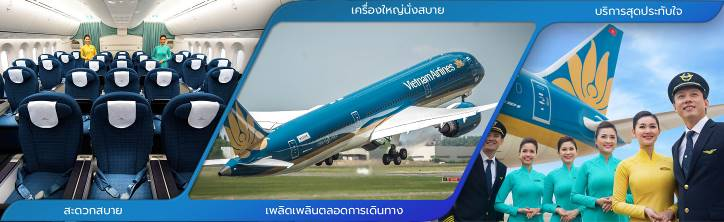 เครื่องใหญ่นั่งสบาย
บริการสุดประทับใจ
Vietnam Airlines
สะดวกสบาย
เพลิดเพลินตลอดการเดินทาง